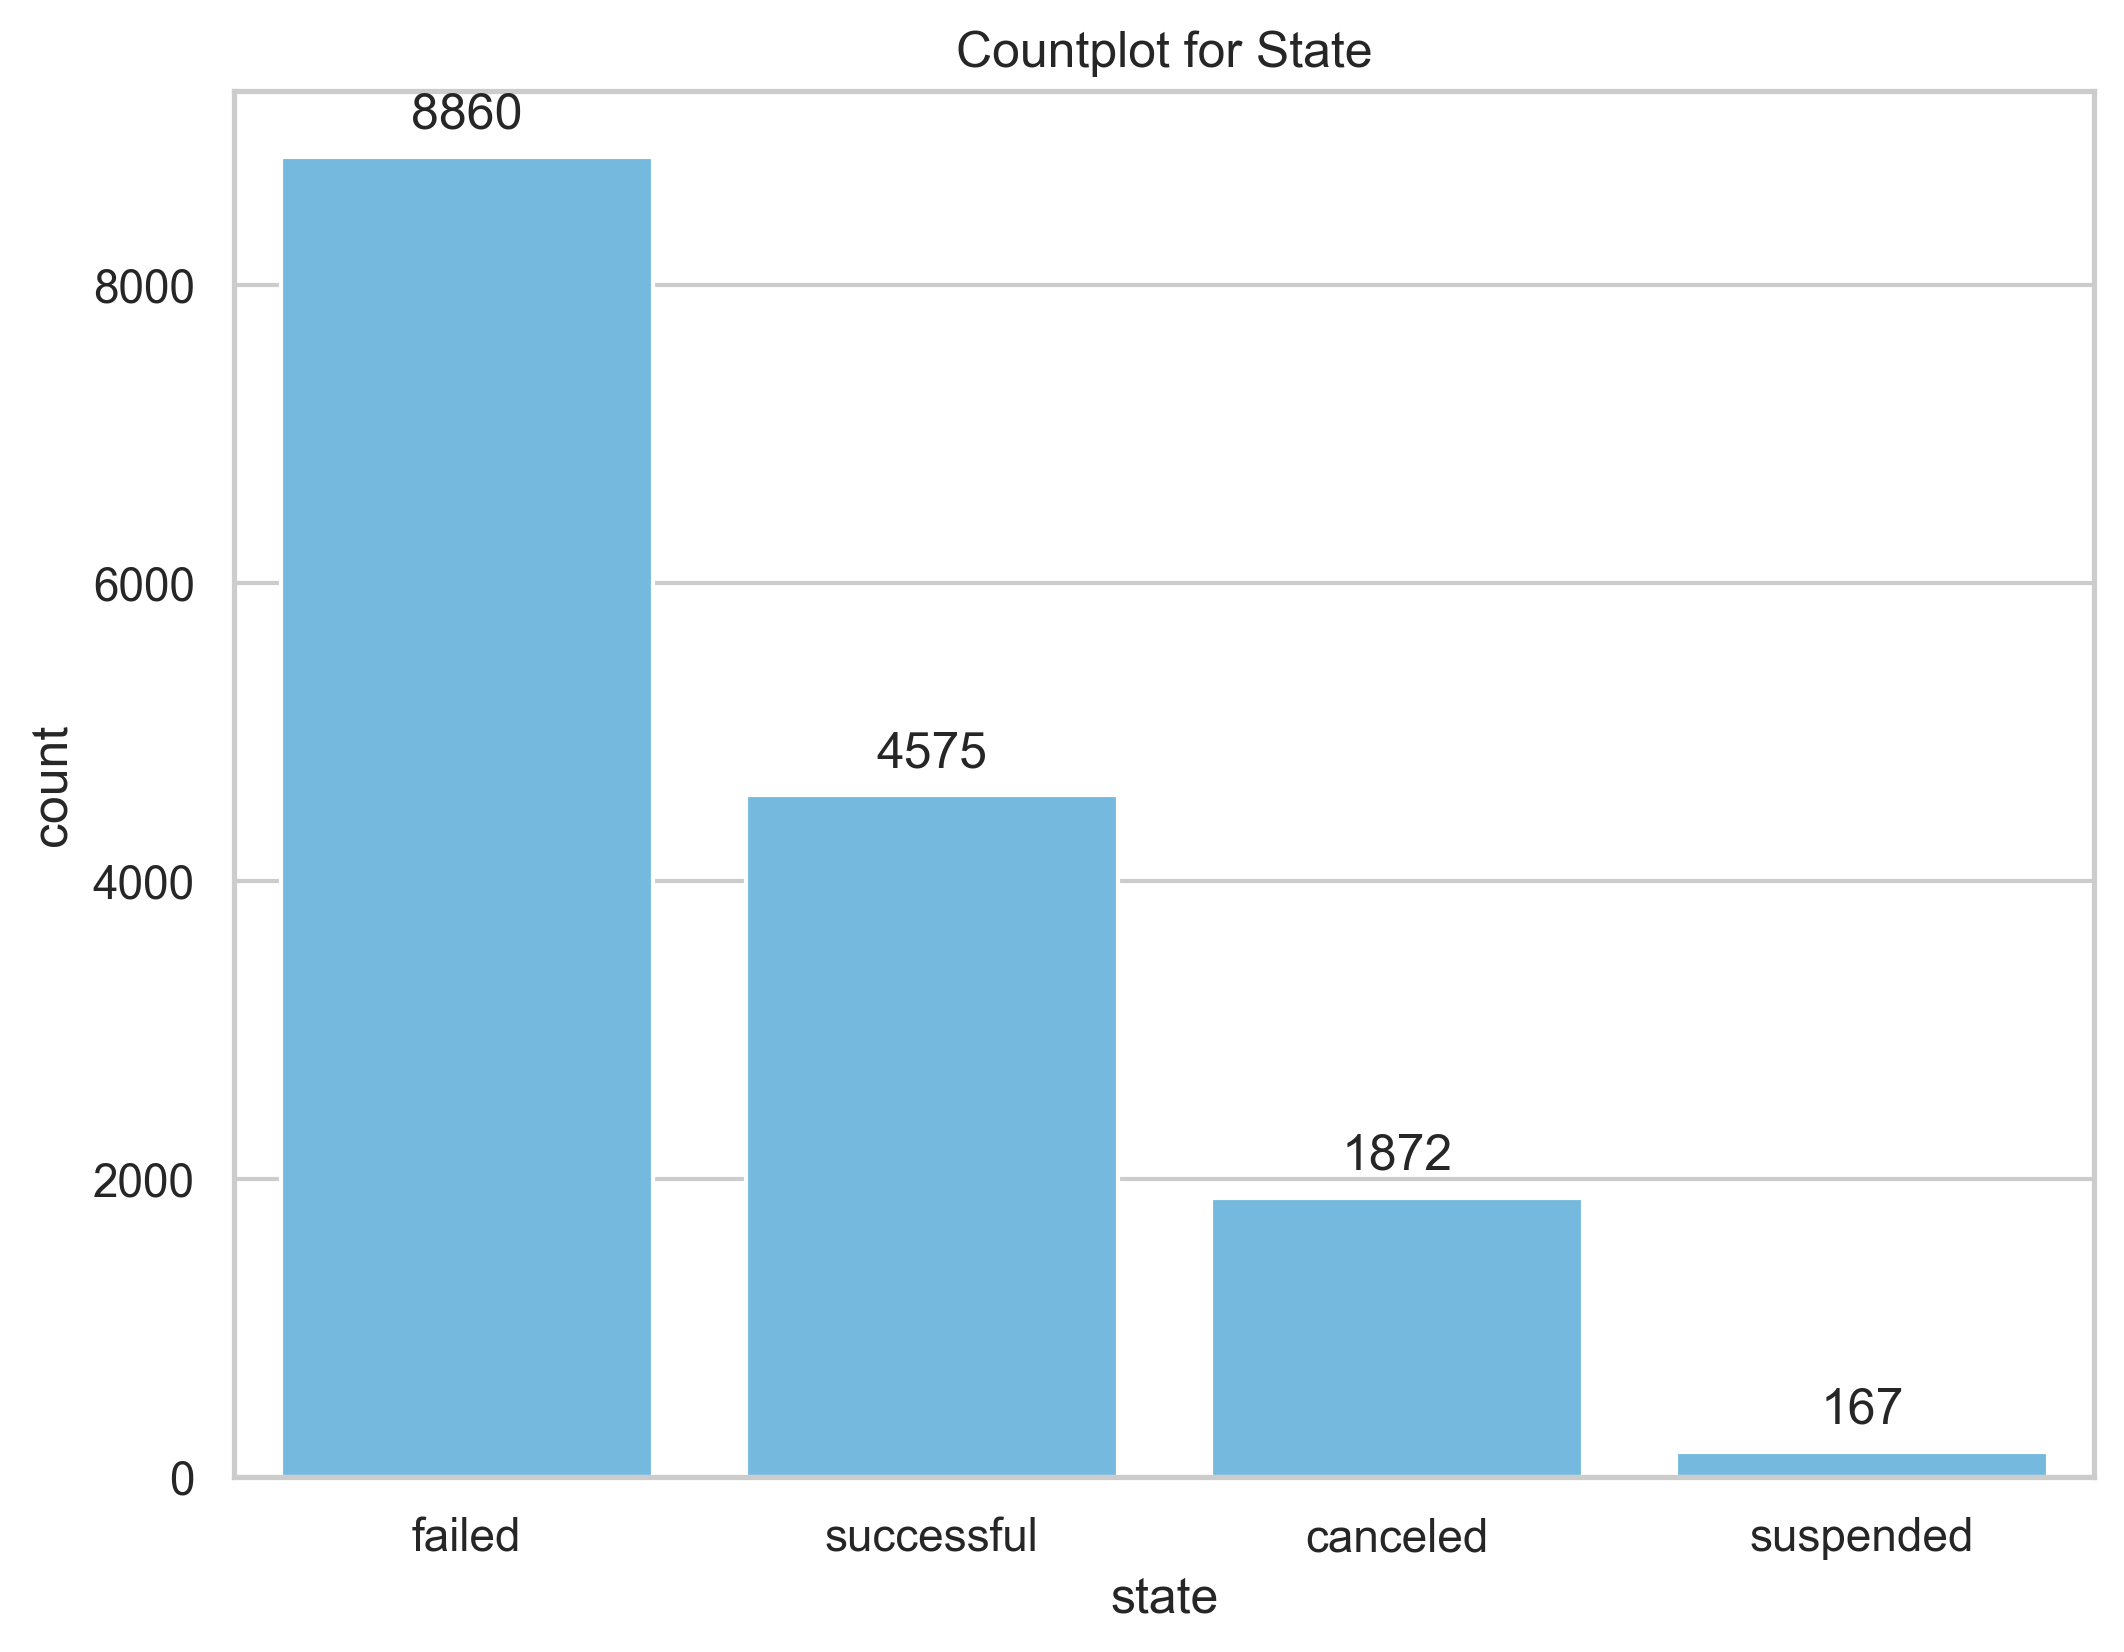 Countplot for State
8860
8000
6000
4575
count
4000
1872
2000
167
0
failed successful canceled suspended
state